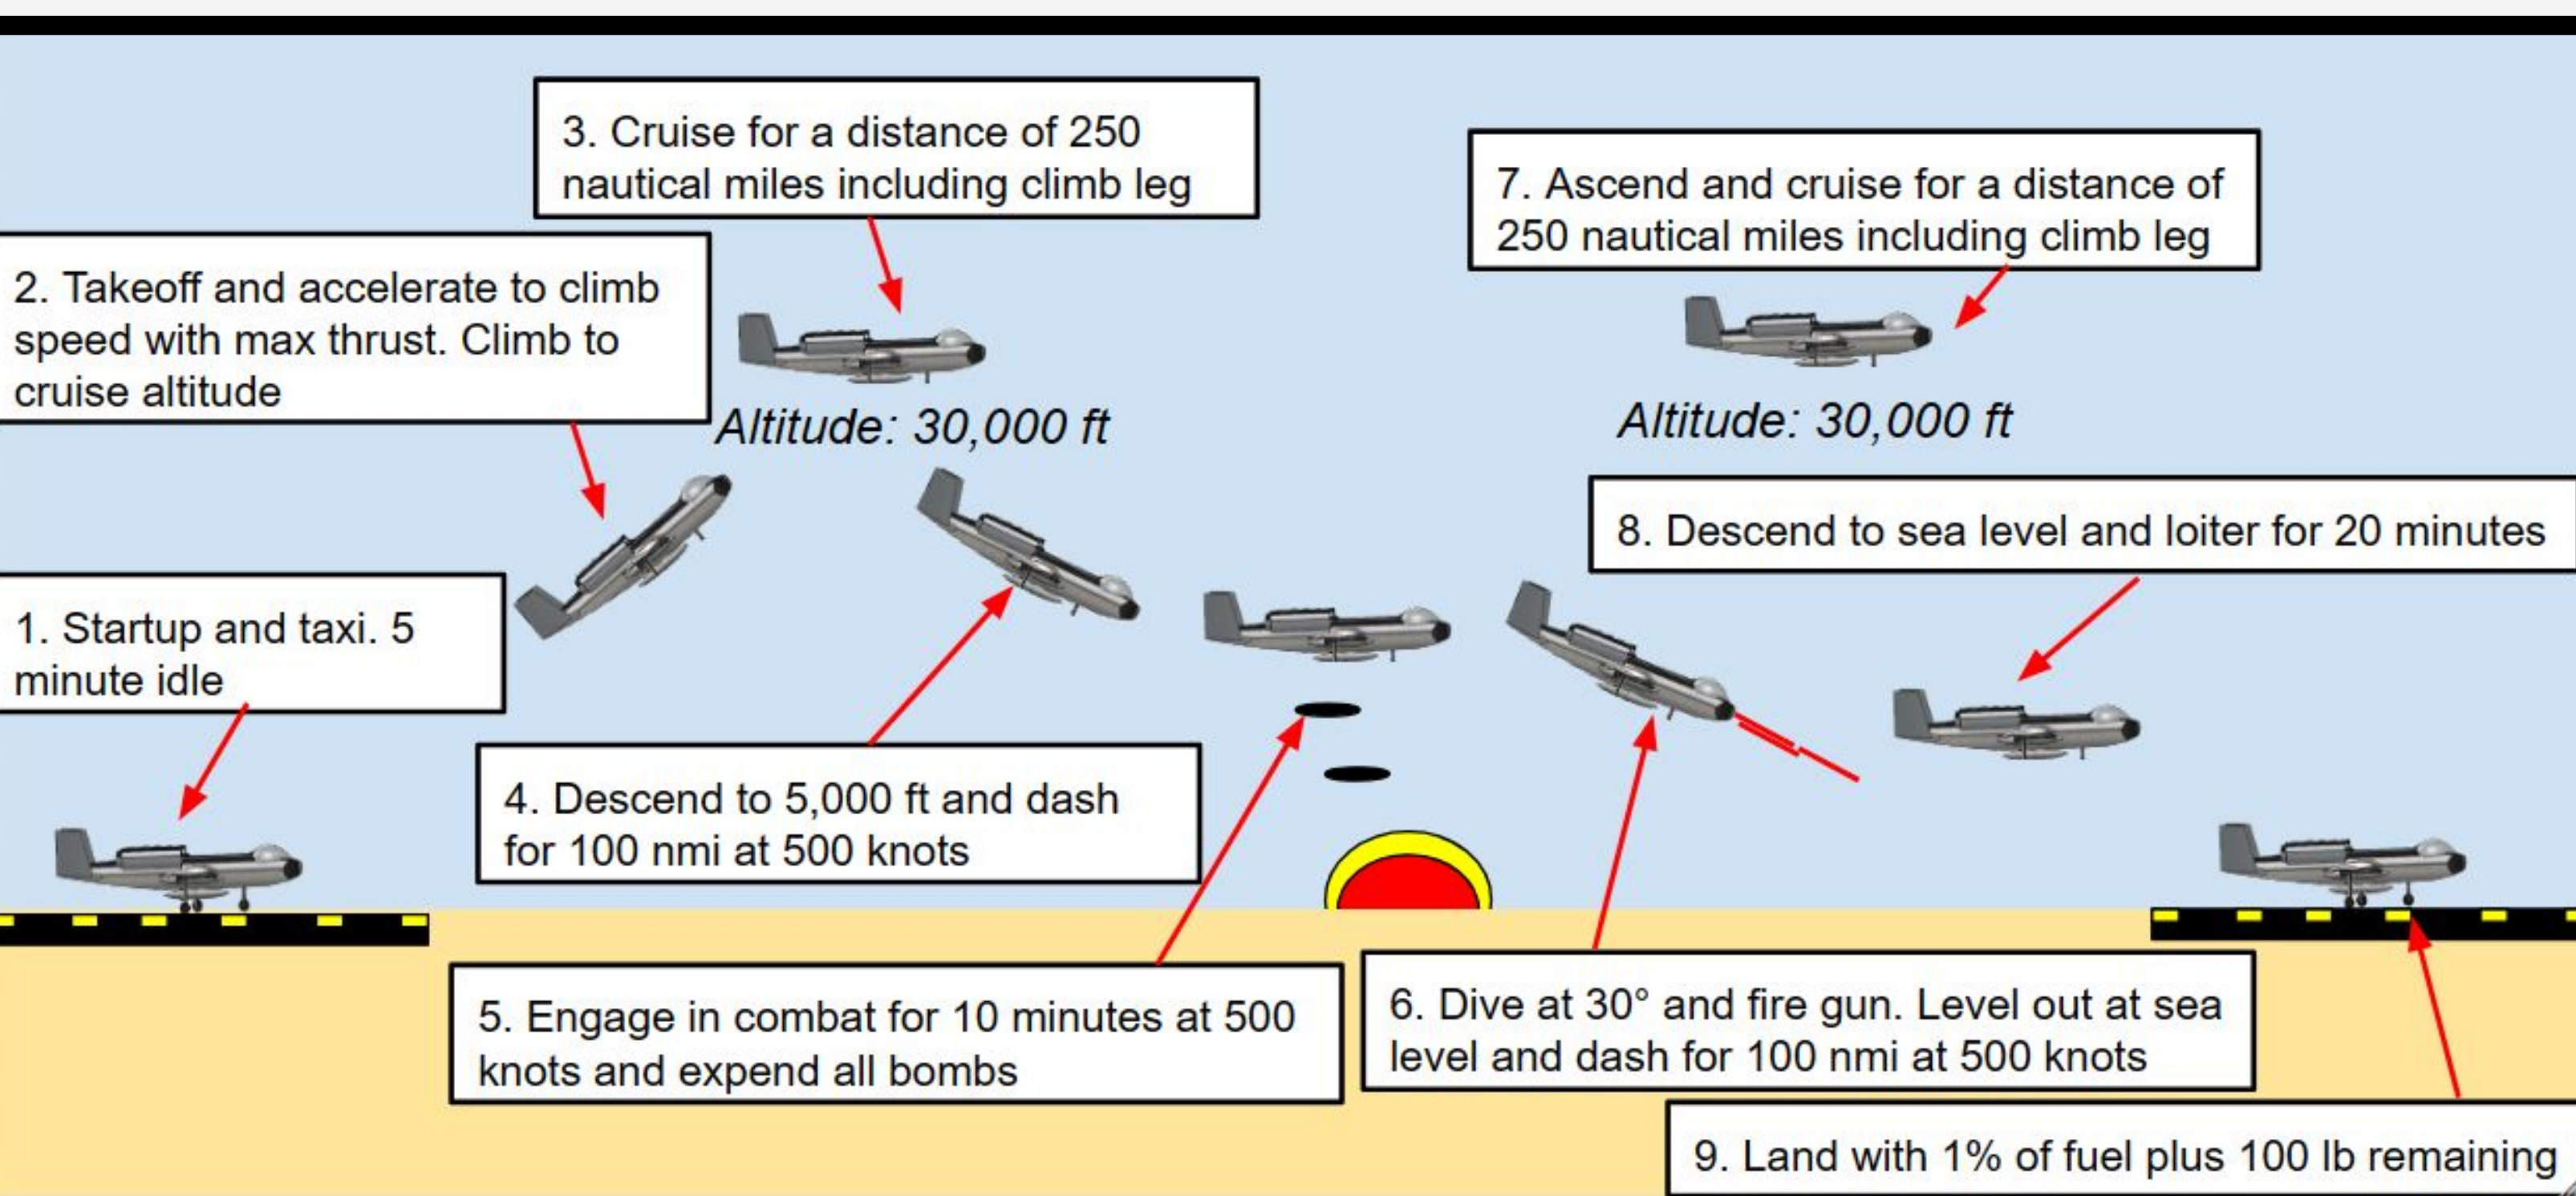 1. Startup and taxi. 5
minute idle
2. Takeoff and accelerate to climb
speed with max thrust. Climb to
cruise altitude
3. Cruise for a distance of 250
nautical miles including climb leg
Altitude: 30,000 ft
4. Descend to 5,000 ft and dash
for 100 nmi at 500 knots
5. Engage in combat for 10 minutes at 500
knots and expend all bombs
6. Dive at 30° and fire gun. Level out at sea
level and dash for 100 nmi at 500 knots
7. Ascend and cruise for a distance of
250 nautical miles including climb leg
Altitude: 30,000 ft
8. Descend to sea level and loiter for 20 minutes
9. Land with 1% of fuel plus 100 lb remaining